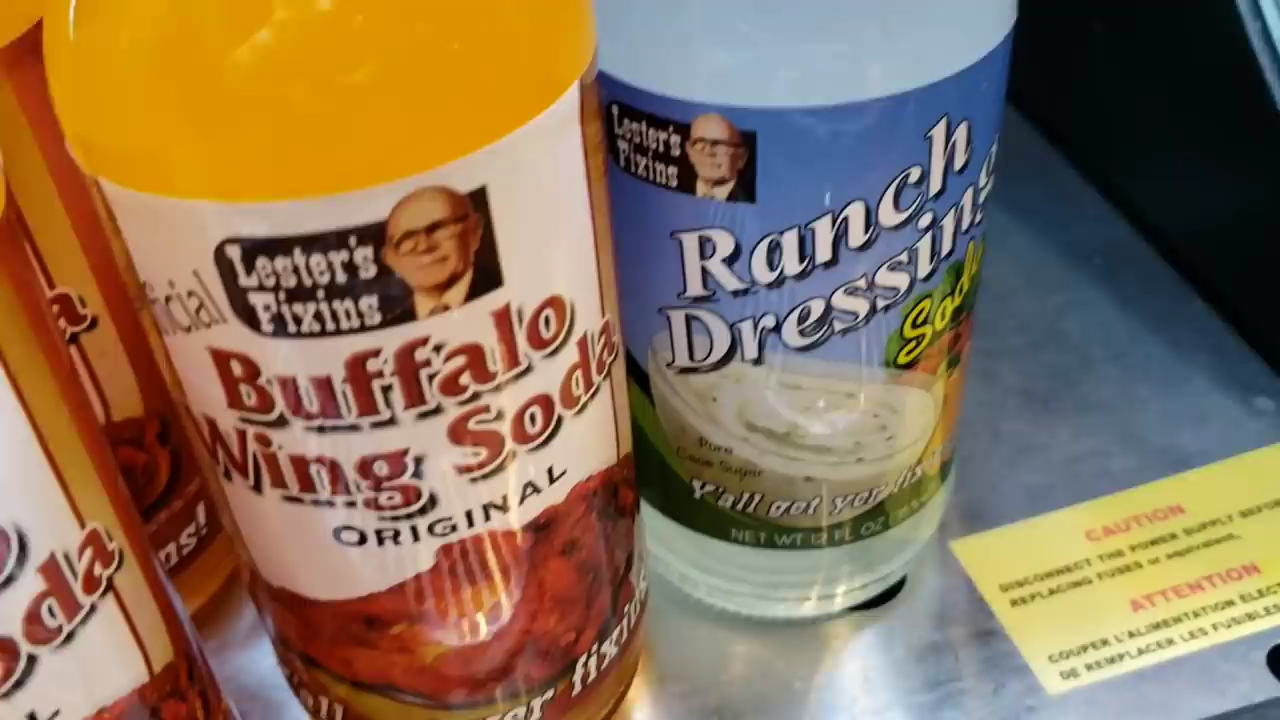 Lester's
Fixins
Buffalo
Wing Soda
ORIGINAL
Lester's
Fixins
Ranch
Dressing
Soda
Pure
Cane Sugar
Y'all get yer
NET WT 12 FL OZ
CAUTION
DISCONNECT THE POWER SUPPLY BEFORE
REPLACING FUSES or equivalent.
ATTENTION
COUPER L'ALIMENTATION
DE REMPLACER LES FUSIBLES